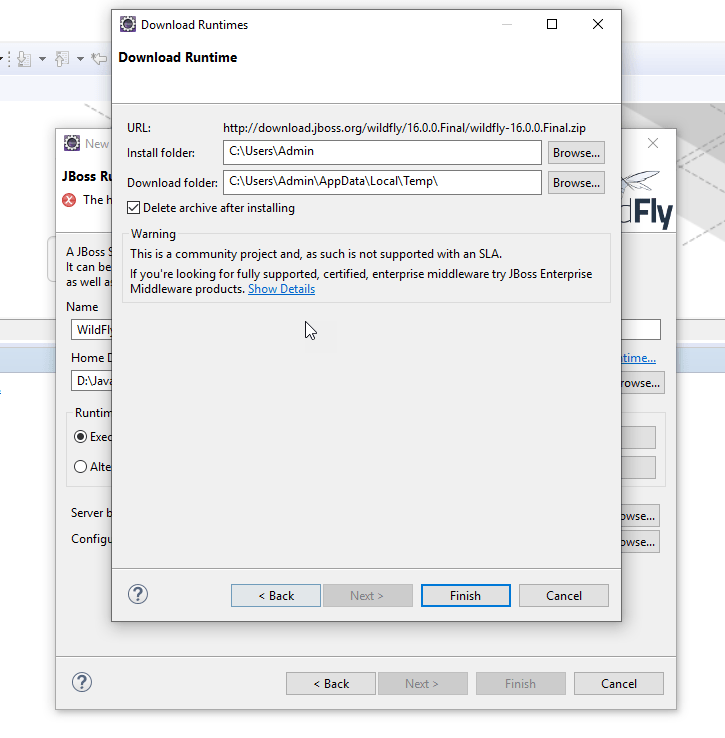 Download Runtimes
Download Runtime
URL: http://download.jboss.org/wildfly/16.0.0.Final/wildfly-16.0.0.Final.zip
Install folder: C:\Users\Admin Browse...
Download folder: C:\Users\Admin\AppData\Local\Temp\ Browse...
Delete archive after installing
Warning
This is a community project and, as such is not supported with an SLA.
If you're looking for fully supported, certified, enterprise middleware try JBoss Enterprise
Middleware products. Show Details
< Back Next > Finish Cancel
New
JBoss Ru
The h
dFly
A JBoss S
It can be
as well as
Name
WildFly
Home D
ntime...
D:\Java
rowse...
Runtim
Exec
Alte
Server b
owse...
Configu
owse...
< Back Next > Finish Cancel